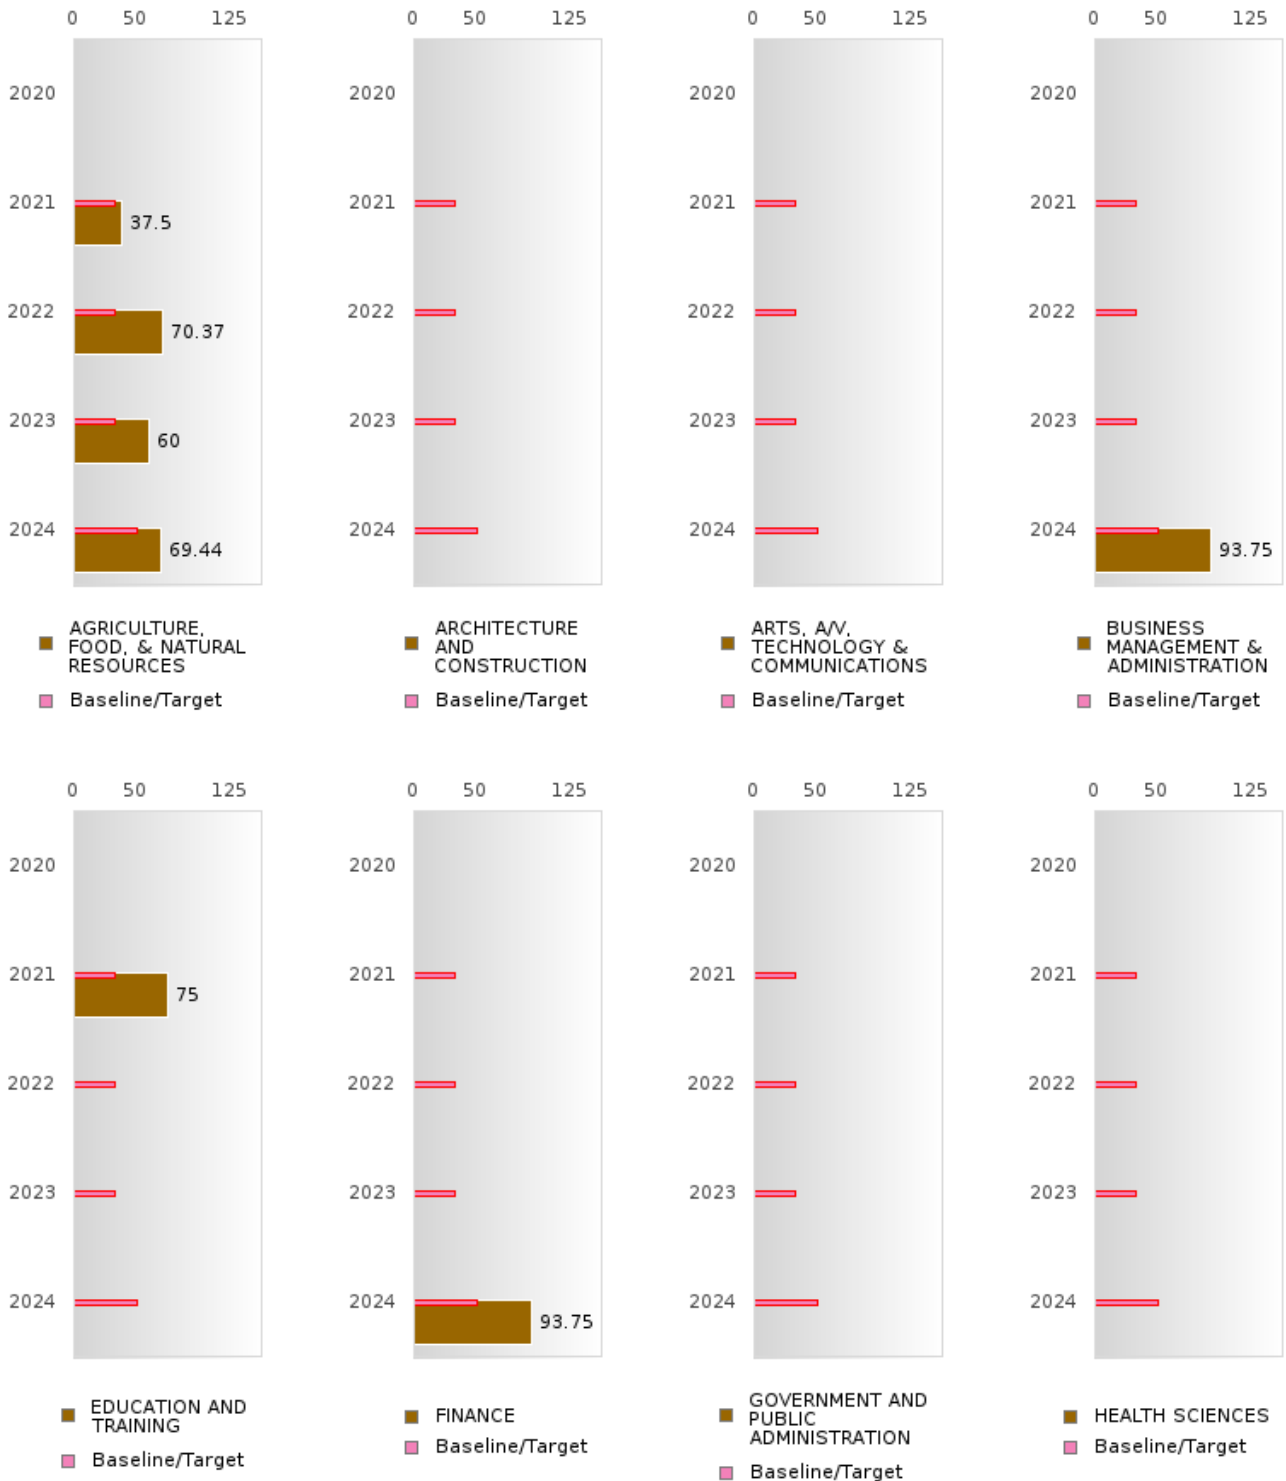 0 50 125
0 50 125
0 50 125
0 50 125
2020
2020
2020
2020
2021
37.5
2021
2021
2021
2022
70.37
2022
2022
2022
2023
60
2023
2023
2023
2024
69.44
2024
2024
2024
93.75
AGRICULTURE,
FOOD, & NATURAL
RESOURCES
Baseline/Target
ARCHITECTURE
AND
CONSTRUCTION
Baseline/Target
ARTS, A/V,
TECHNOLOGY &
COMMUNICATIONS
Baseline/Target
BUSINESS
MANAGEMENT &
ADMINISTRATION
Baseline/Target
0 50 125
0 50 125
0 50 125
0 50 125
2020
2020
2020
2020
2021
75
2021
2021
2021
2022
2022
2022
2022
2023
2023
2023
2023
2024
2024
93.75
2024
2024
EDUCATION AND
TRAINING
Baseline/Target
FINANCE
Baseline/Target
GOVERNMENT AND
PUBLIC
ADMINISTRATION
Baseline/Target
HEALTH SCIENCES
Baseline/Target